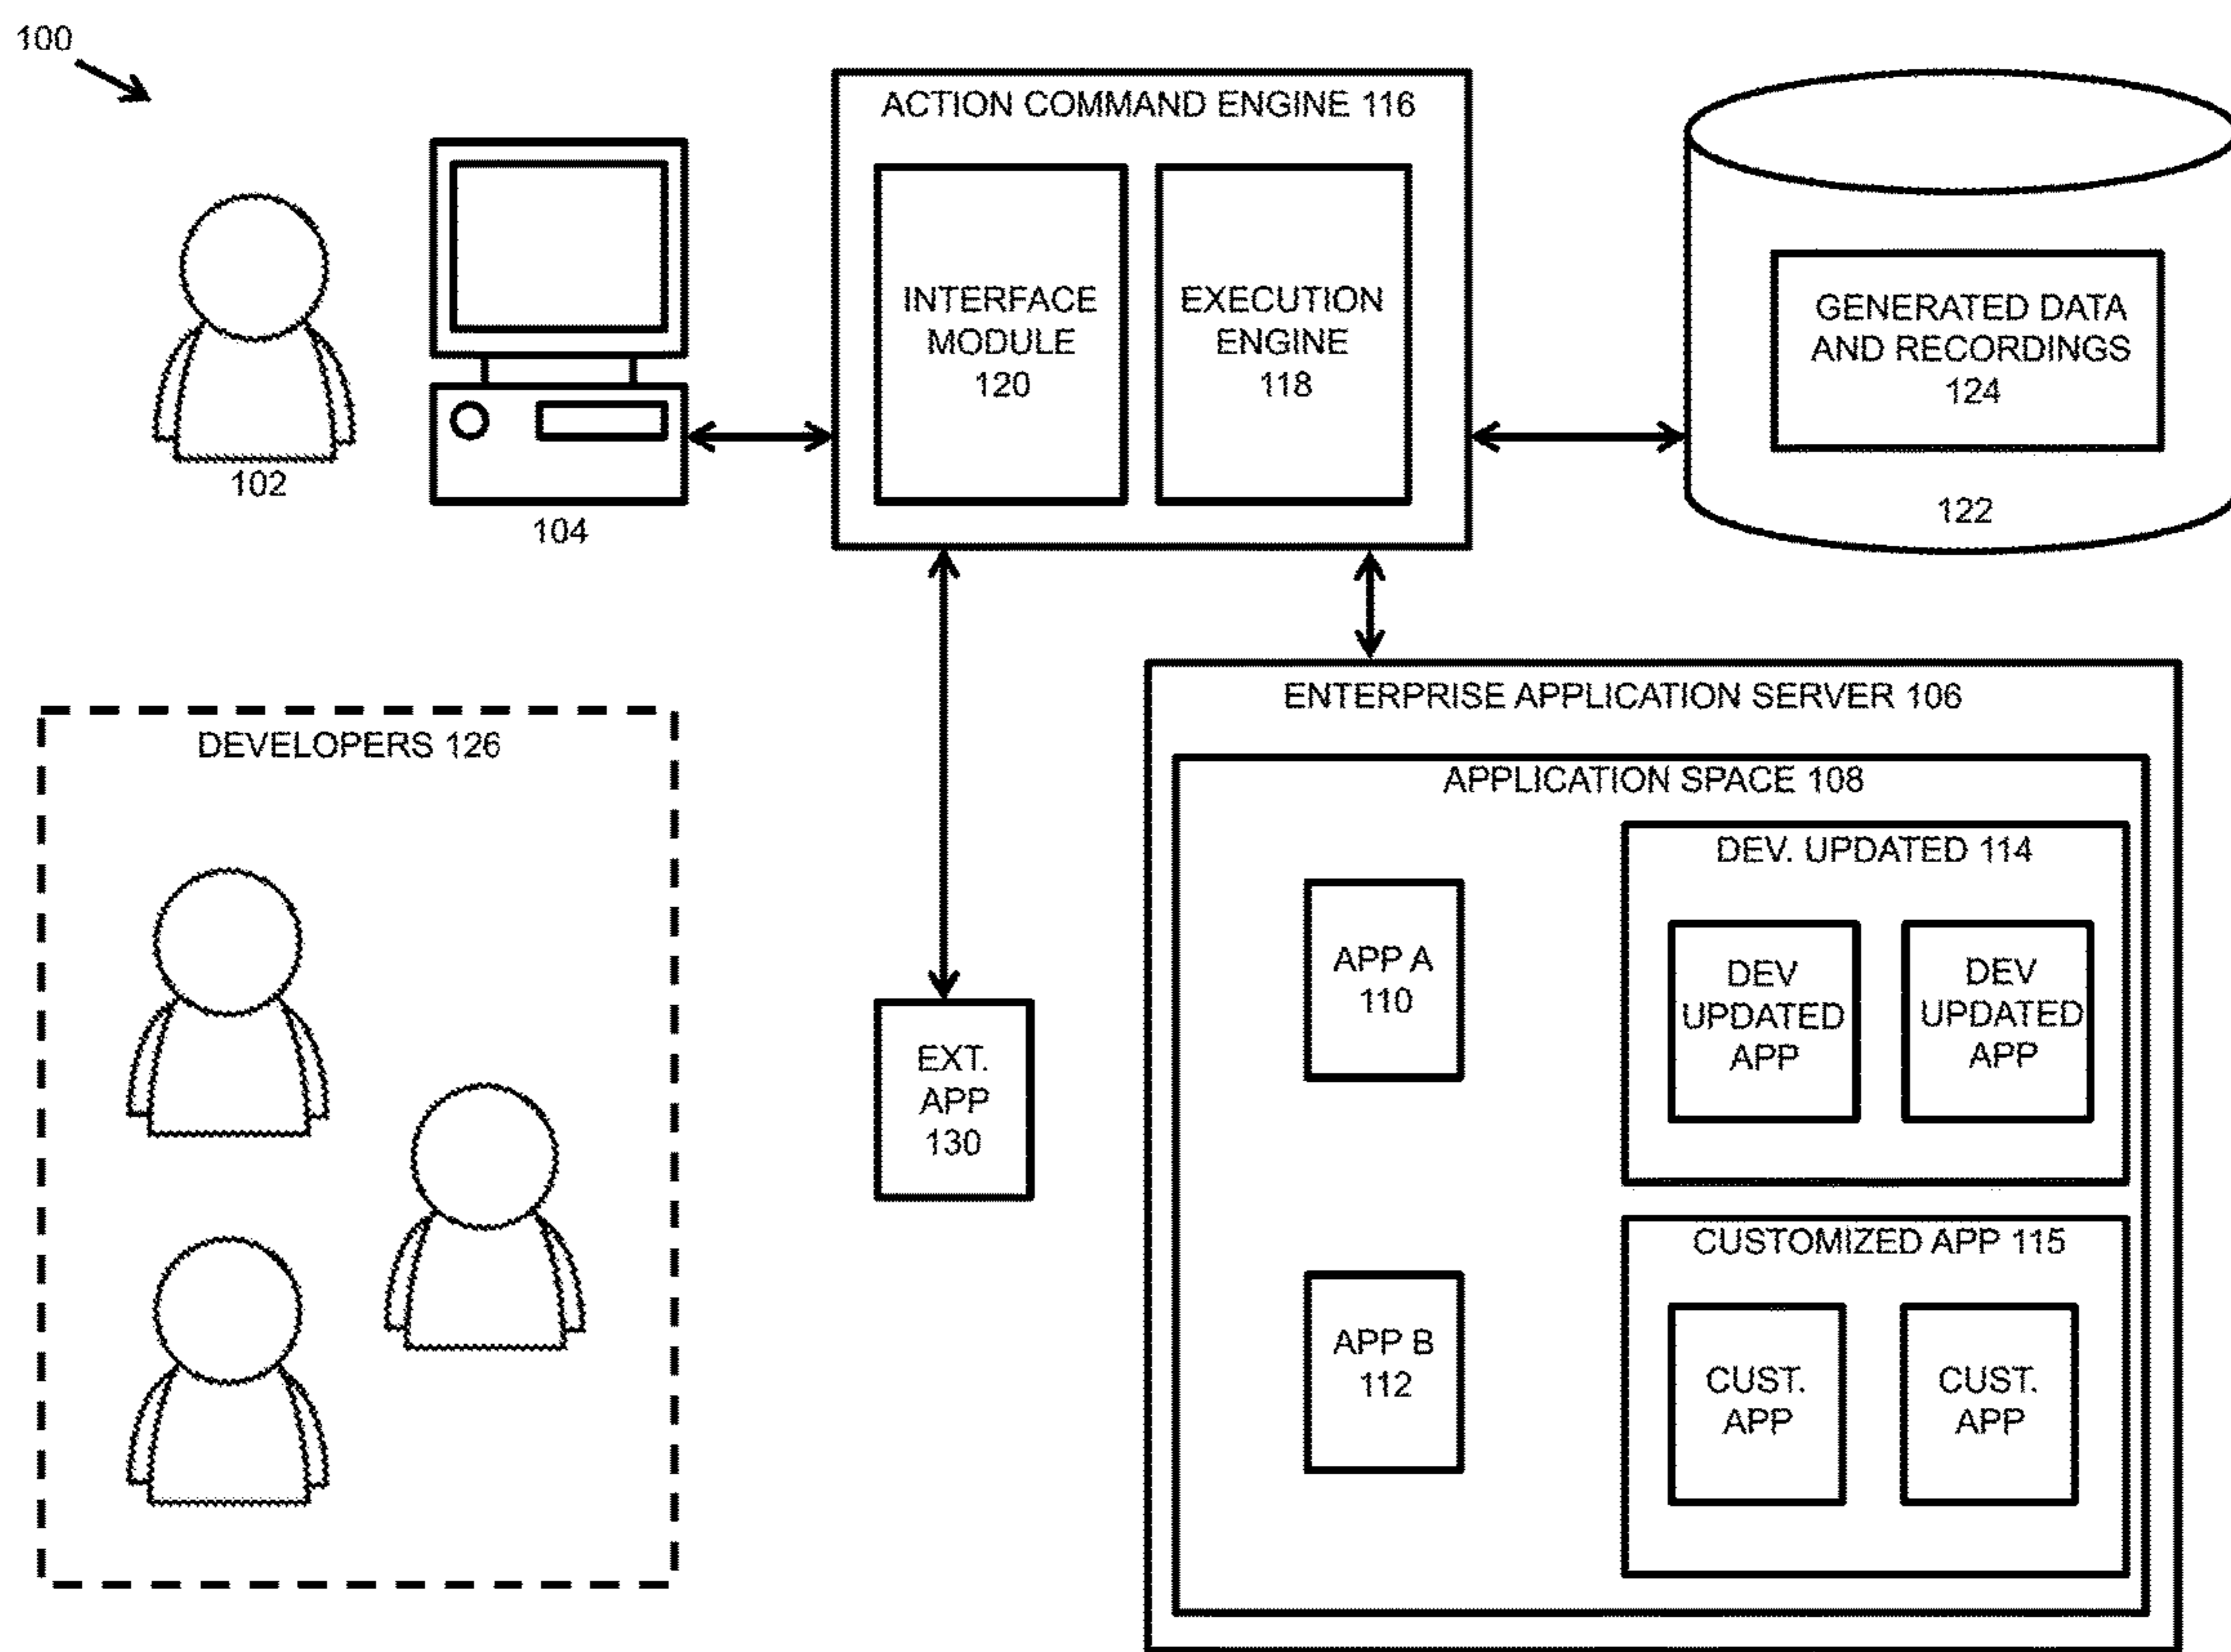 100
ACTION COMMAND ENGINE 116
INTERFACE
MODULE
120
EXECUTION
ENGINE
118
GENERATED DATA
AND RECORDINGS
124
122
102
104
DEVELOPERS 126
EXT.
APP
130
ENTERPRISE APPLICATION SERVER 106
APPLICATION SPACE 108
APP A
110
DEV. UPDATED 114
DEV
UPDATED
APP
DEV
UPDATED
APP
APP B
112
CUSTOMIZED APP 115
CUST.
APP
CUST.
APP